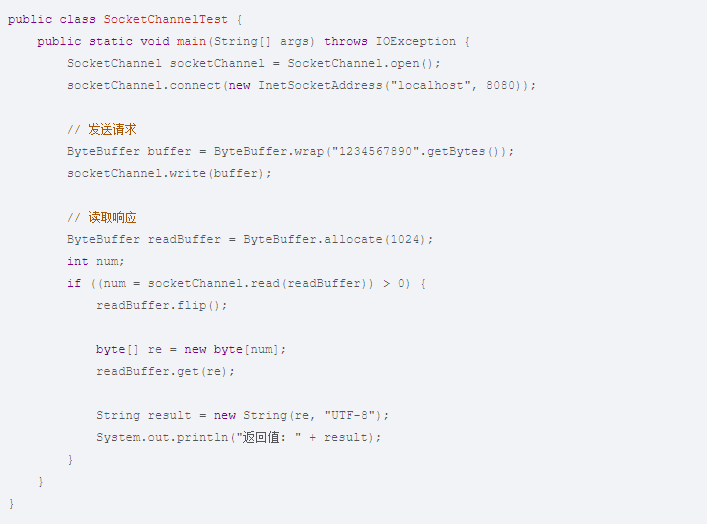 public class SocketChannelTest {
    public static void main(String[] args) throws IOException {
        SocketChannel socketChannel = SocketChannel.open();
        socketChannel.connect(new InetSocketAddress("localhost", 8080));
        // 发送请求
        ByteBuffer buffer = ByteBuffer.wrap("1234567890".getBytes());
        socketChannel.write(buffer);
        // 读取响应
        ByteBuffer readBuffer = ByteBuffer.allocate(1024);
        int num;
        if ((num = socketChannel.read(readBuffer)) > 0) {
            readBuffer.flip();
            byte[] re = new byte[num];
            readBuffer.get(re);
            String result = new String(re, "UTF-8");
            System.out.println("返回值: " + result);
        }
    }
}